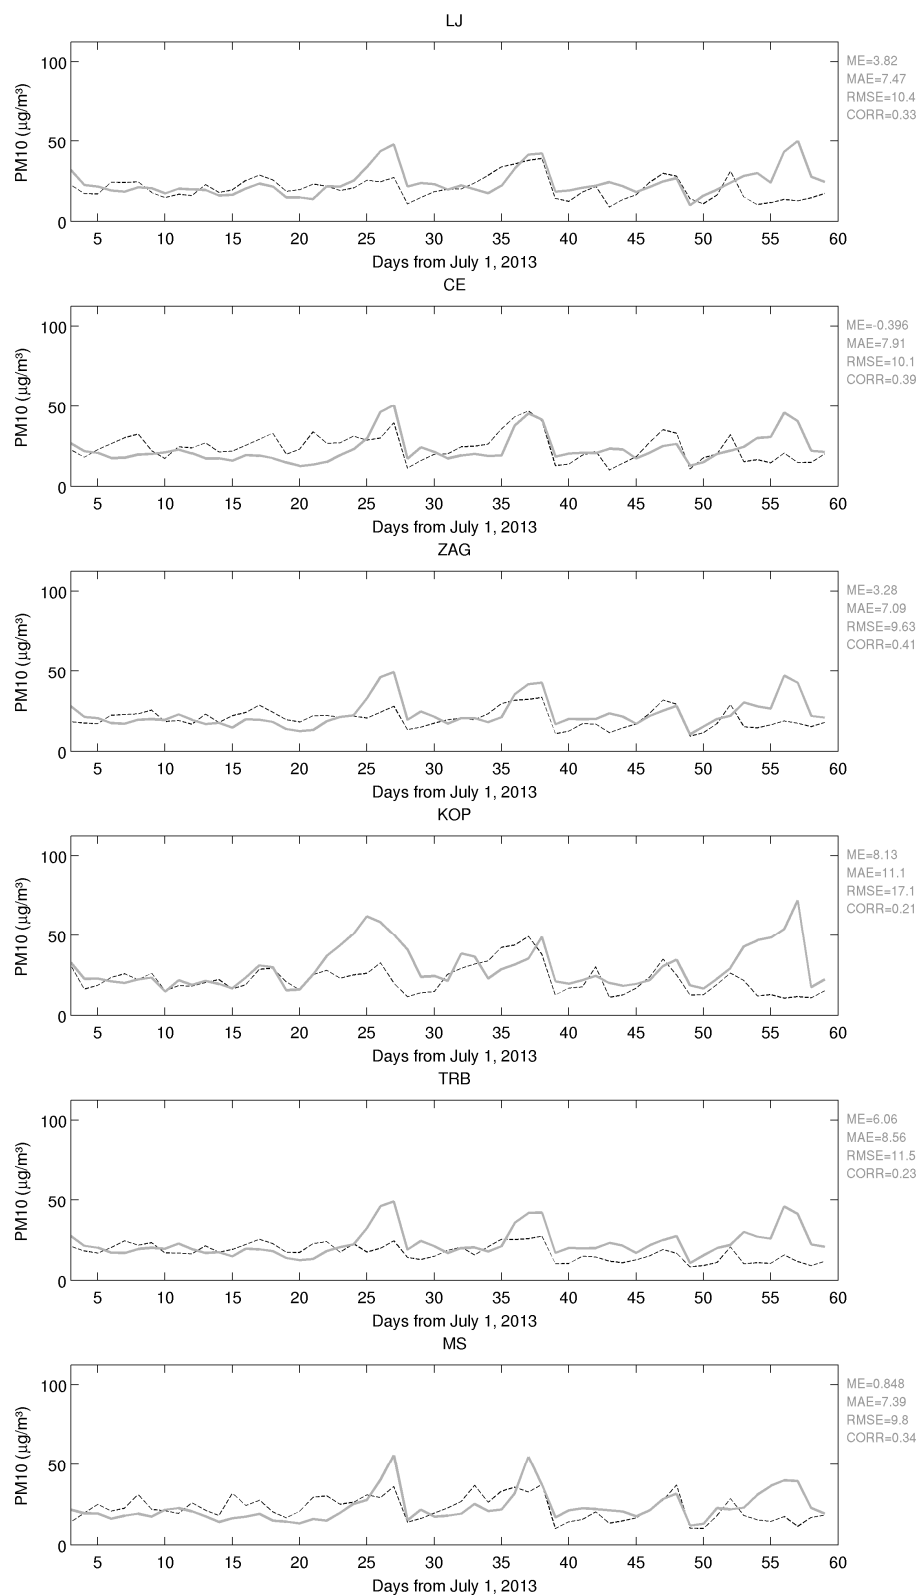 LJ
PM10 (μg/m³)
100
50
0
5 10 15 20 25 30 35 40 45 50 55 60
Days from July 1, 2013
ME=3.82
MAE=7.47
RMSE=10.4
CORR=0.33
CE
PM10 (μg/m³)
100
50
0
5 10 15 20 25 30 35 40 45 50 55 60
Days from July 1, 2013
ME=-0.396
MAE=7.91
RMSE=10.1
CORR=0.39
ZAG
PM10 (μg/m³)
100
50
0
5 10 15 20 25 30 35 40 45 50 55 60
Days from July 1, 2013
ME=3.28
MAE=7.09
RMSE=9.63
CORR=0.41
KOP
PM10 (μg/m³)
100
50
0
5 10 15 20 25 30 35 40 45 50 55 60
Days from July 1, 2013
ME=8.13
MAE=11.1
RMSE=17.1
CORR=0.21
TRB
PM10 (μg/m³)
100
50
0
5 10 15 20 25 30 35 40 45 50 55 60
Days from July 1, 2013
ME=6.06
MAE=8.56
RMSE=11.5
CORR=0.23
MS
PM10 (μg/m³)
100
50
0
5 10 15 20 25 30 35 40 45 50 55 60
Days from July 1, 2013
ME=0.848
MAE=7.39
RMSE=9.8
CORR=0.34